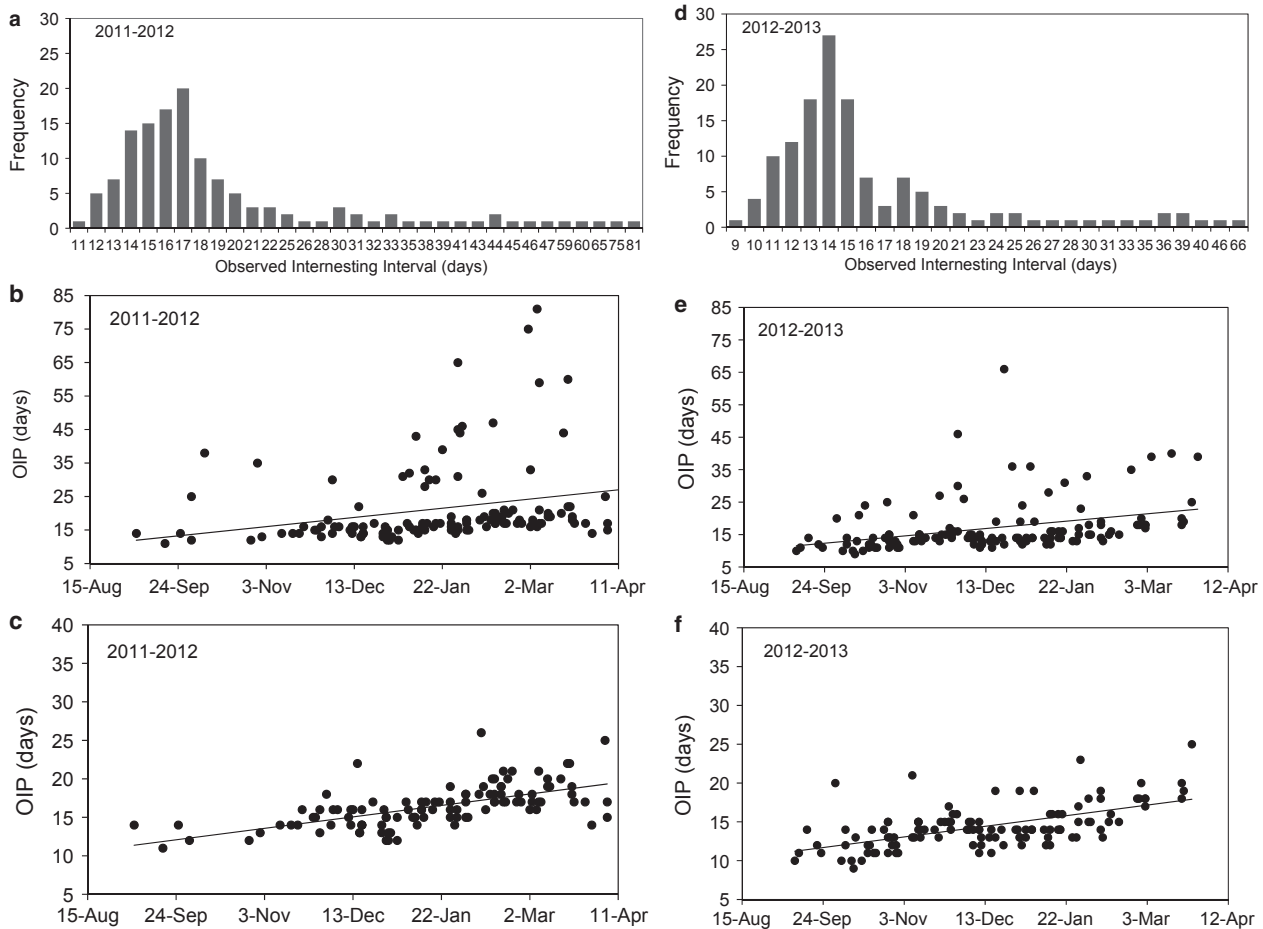 a
2011-2012
30
25
20
15
10
5
0
Frequency
11 12 13 14 15 16 17 18 19 20 21 22 25 26 28 30 31 32 33 35 38 39 41 43 44 45 46 47 59 60 65 75 81
Observed Internesting Interval (days)
b
2011-2012
85
75
65
55
45
35
25
15
5
OIP (days)
15-Aug 24-Sep 3-Nov 13-Dec 22-Jan 2-Mar 11-Apr
c
2011-2012
40
35
30
25
20
15
10
5
OIP (days)
15-Aug 24-Sep 3-Nov 13-Dec 22-Jan 2-Mar 11-Apr
d
2012-2013
30
25
20
15
10
5
0
Frequency
9 10 11 12 13 14 15 16 17 18 19 20 21 23 24 25 26 27 28 30 31 33 35 36 39 40 46 66
Observed Internesting Interval (days)
e
2012-2013
85
75
65
55
45
35
25
15
5
OIP (days)
15-Aug 24-Sep 3-Nov 13-Dec 22-Jan 3-Mar 12-Apr
f
2012-2013
40
35
30
25
20
15
10
5
OIP (days)
15-Aug 24-Sep 3-Nov 13-Dec 22-Jan 3-Mar 12-Apr